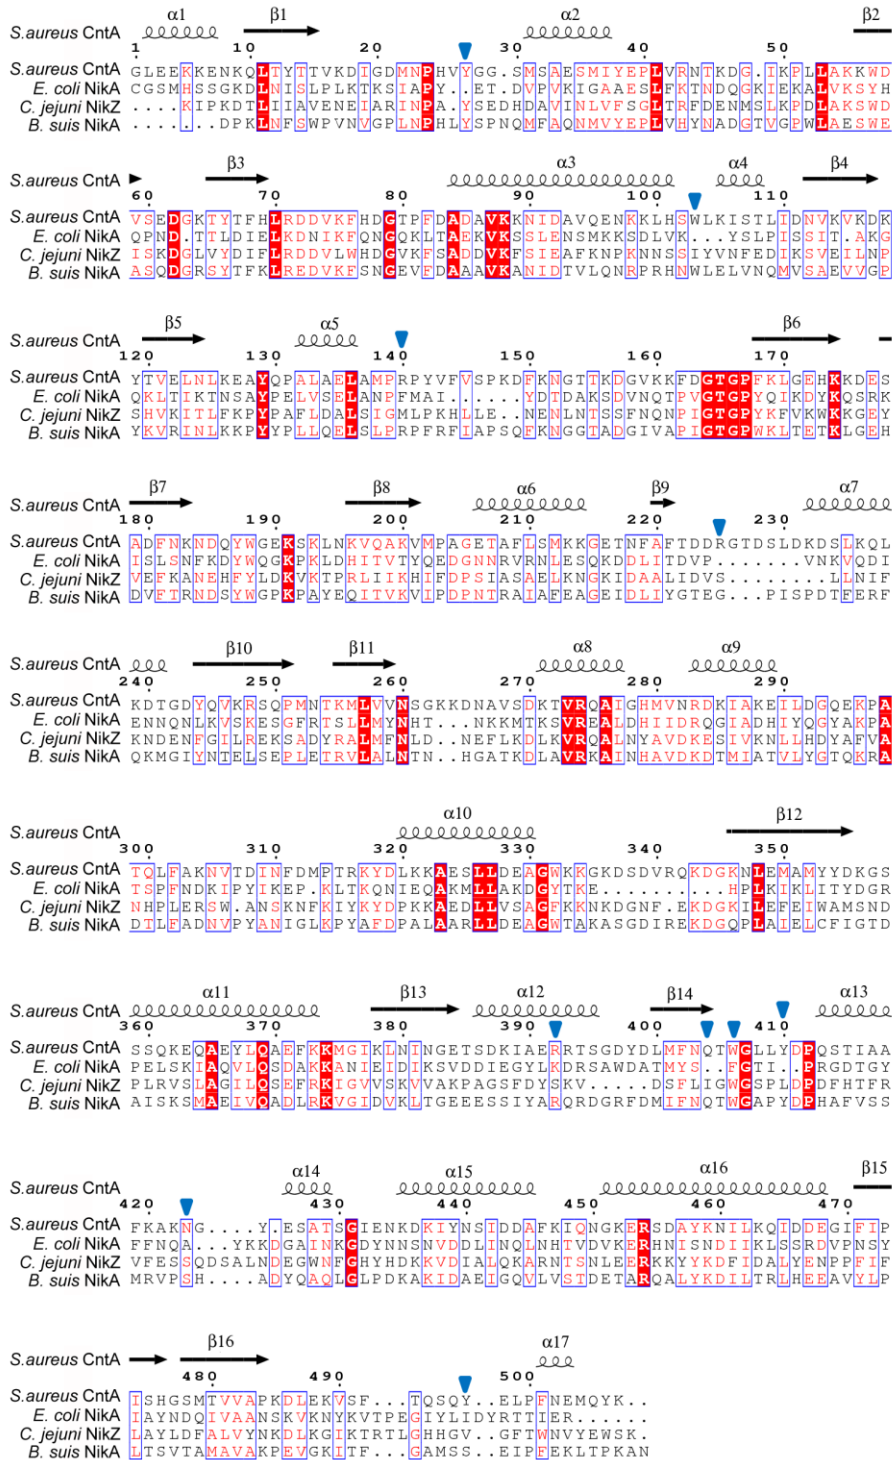 α1 β1 α2 β2
S.aureus CntA
1 10 20 30 40 50
S.aureus CntA GLEEKKENKQLTYTTVKDIGDMNPHVYGG.SMSAESMIYEPLVRNTKDG.IKPLLAKKWD
E. coli NikA CGSMHSSGKDLNISLPLKTKSIAPY..ET.DVPVKIGAAESLFKTNDQGKIEKALVKSYH
C. jejuni NikZ ....KIPKDTLIIAVENEIARINPA.YSEDHDAVINLVFSGLTRFDENMSLKPDLAKSWD
B. suis NikA .....DPKLNFSWPVNVGPLNPHLYSPNQMFAQNMVYEPLVHYNADGTVGPWLAESWE
β3 α3 α4 β4
S.aureus CntA
60 70 80 90 100 110
S.aureus CntA VSEDGKTYTFHLRDDVKFHDGTPFDADAVKKNIDAVQENKKLHSWLKISTLIDNVKVKDK
E. coli NikA QPND.TTLDIELKDNIKFQNGQKLTAEKVKSSLENSMKKSDLVK...YSLPISSIT.AKG
C. jejuni NikZ ISKDGLVYDIFLRDDVLWHDGVKFSADDVKFSIEAFKNPKNNSSIYVNFEDIKSVEILNP
B. suis NikA ASQDGRSYTFKLREDVKFSNGEVFDAAAVKANIDTVLQNRPRHNWLELVNQMVSAEVVGP
β5 α5 β6
S.aureus CntA
120 130 140 150 160 170
S.aureus CntA YTVELNLKEAYQPALAELAMPRPYVFVSPKDFKNGTTKDGVKKFDGTGPFKLGEHKKDES
E. coli NikA QKLTIKTNSAYPELVSELANPFMAI.....YDTDAKSDVNQTPVGTGPYQIKDYKQSRK
C. jejuni NikZ SHVKITLFKPYPAFLDALSIGMLPKHLLE..NENLNTSSFNQNPIGTGPYKFVKWKKGEY
B. suis NikA YKVRINLKKPYYPLLQELSLPRPFRFIAPSQFKNGGTADGIVAPIGTGPWKLTETKLGEH
β7 β8 α6 β9 α7
S.aureus CntA
180 190 200 210 220 230
S.aureus CntA ADFNKNDQYWGEKSKLNKVQAKVMPAGETAFLSMKKGETNFAFTDDRGTDSLDKDSLKQL
E. coli NikA ISLSNFKDYWQGKPKLDHITVTYQEDGNNRVRNLESQKDDLITDVP.......VNKVQDI
C. jejuni NikZ VEFKANEHFYLDKVKTPRLIIKHIFDPSIASAELKNGKIDAALIDVS........LLNIF
B. suis NikA DVFTRNDSYWGPKPAYEQITVKVIPDPNTRAIAFEAGEIDLIYGTEG..PISPDTFERF
β10 β11 α8 α9
S.aureus CntA
240 250 260 270 280 290
S.aureus CntA KDTGDYQVKRSQPMNTKMLVVNSGKKDNAVSDKTVRQAIGHMVNRDKIAKEILDGQEKPA
E. coli NikA ENNQNLKVSKESGFRTSLLMYNHT...NKKMTKSVREALDHIIDRQGIADHIYQGYAKPA
C. jejuni NikZ KNDENFGILREKSADYRALMFNLD..NEFLKDLKVRQALNYAVDKESIVKNLLHDYAFVA
B. suis NikA QKMGIYNTELSEPLETRVLALNTN..HGATKDLAVRKAINHAVDKDTMIATVLYGTQKRA
α10 β12
S.aureus CntA
300 310 320 330 340 350
S.aureus CntA TQLFAKNVTDINFDMPTRKYDLKKAESLLDEAGWKKGKDSDVRQKDGKNLEMAMYYDKGS
E. coli NikA TSPFNDKIPYIKEP.KLTKQNIEQAKMLLAKDGYTKE..........HPLKIKLITYDGR
C. jejuni NikZ NHPLERSW.ANSKNFKIYKYDPKKAEDLLVSAGFKKNKDGNF.EKDGKILEFEIWAMSND
B. suis NikA DTLFADNVPYANIGLKPYAFDPALAARLLDEAGWTAKASGDIREKDGQPLAIELCFIGTD
α11 β13 α12 β14 α13
S.aureus CntA
360 370 380 390 400 410
S.aureus CntA SSQKEQAEYLQAEFKKMGIKLNINGETSDKIAERRTSGDYDLMFNQTWGLLYDPQSTIAA
E. coli NikA PELSKIAQVLQSDAKKANIEIDIKSVDDIEGYLKDRSAWDATMYS..FGTI..PRGDTGY
C. jejuni NikZ PLRVSLAGILQSEFRKIGVVSKVVAKPAGSFDYSKV.....DSFLIGWGSPLDPDFHTFR
B. suis NikA AISKSMAEIVQADLRKVGIDVKLTGEEESSIYARQRDGRFDMIFNQTWGAPYDPHAFVSS
α14 α15 α16 β15
S.aureus CntA
420 430 440 450 460 470
S.aureus CntA FKAKNG....Y.ESATSGIENKDKIYNSIDDAFKIQNGKERSDAYKNILKQIDDEGIFIP
E. coli NikA FFNQA...YKKDGAINKGDYNNSNVDDLINQLNHTVDVKERHNISNDIIKLSSRDVPNSY
C. jejuni NikZ VFESSQDSALNDEGWNFGHYHDKKVDIALQKARNTSNLEERKKYYKDFIDALYENPPFIF
B. suis NikA MRVPSH....ADYQAQLGLPDKAKIDAEIGQVLVSTDETARQALYKDILTRLHEEAVYLP
β16 α17
S.aureus CntA
480 490 500
S.aureus CntA ISHGSMTVVAPKDLEKVSF...TQSQY..ELPFNEMQYK..
E. coli NikA IAYNDQIVAANSKVKNYKVTPEGIYLIDYRTTIER......
C. jejuni NikZ LAYLDFALVYNKDLKGIKTRTLGHHGV..GFTWNVYEWSK.
B. suis NikA LTSVTAMAVAKPEVGKITF...GAMSS..EIPFEKLTPKAN